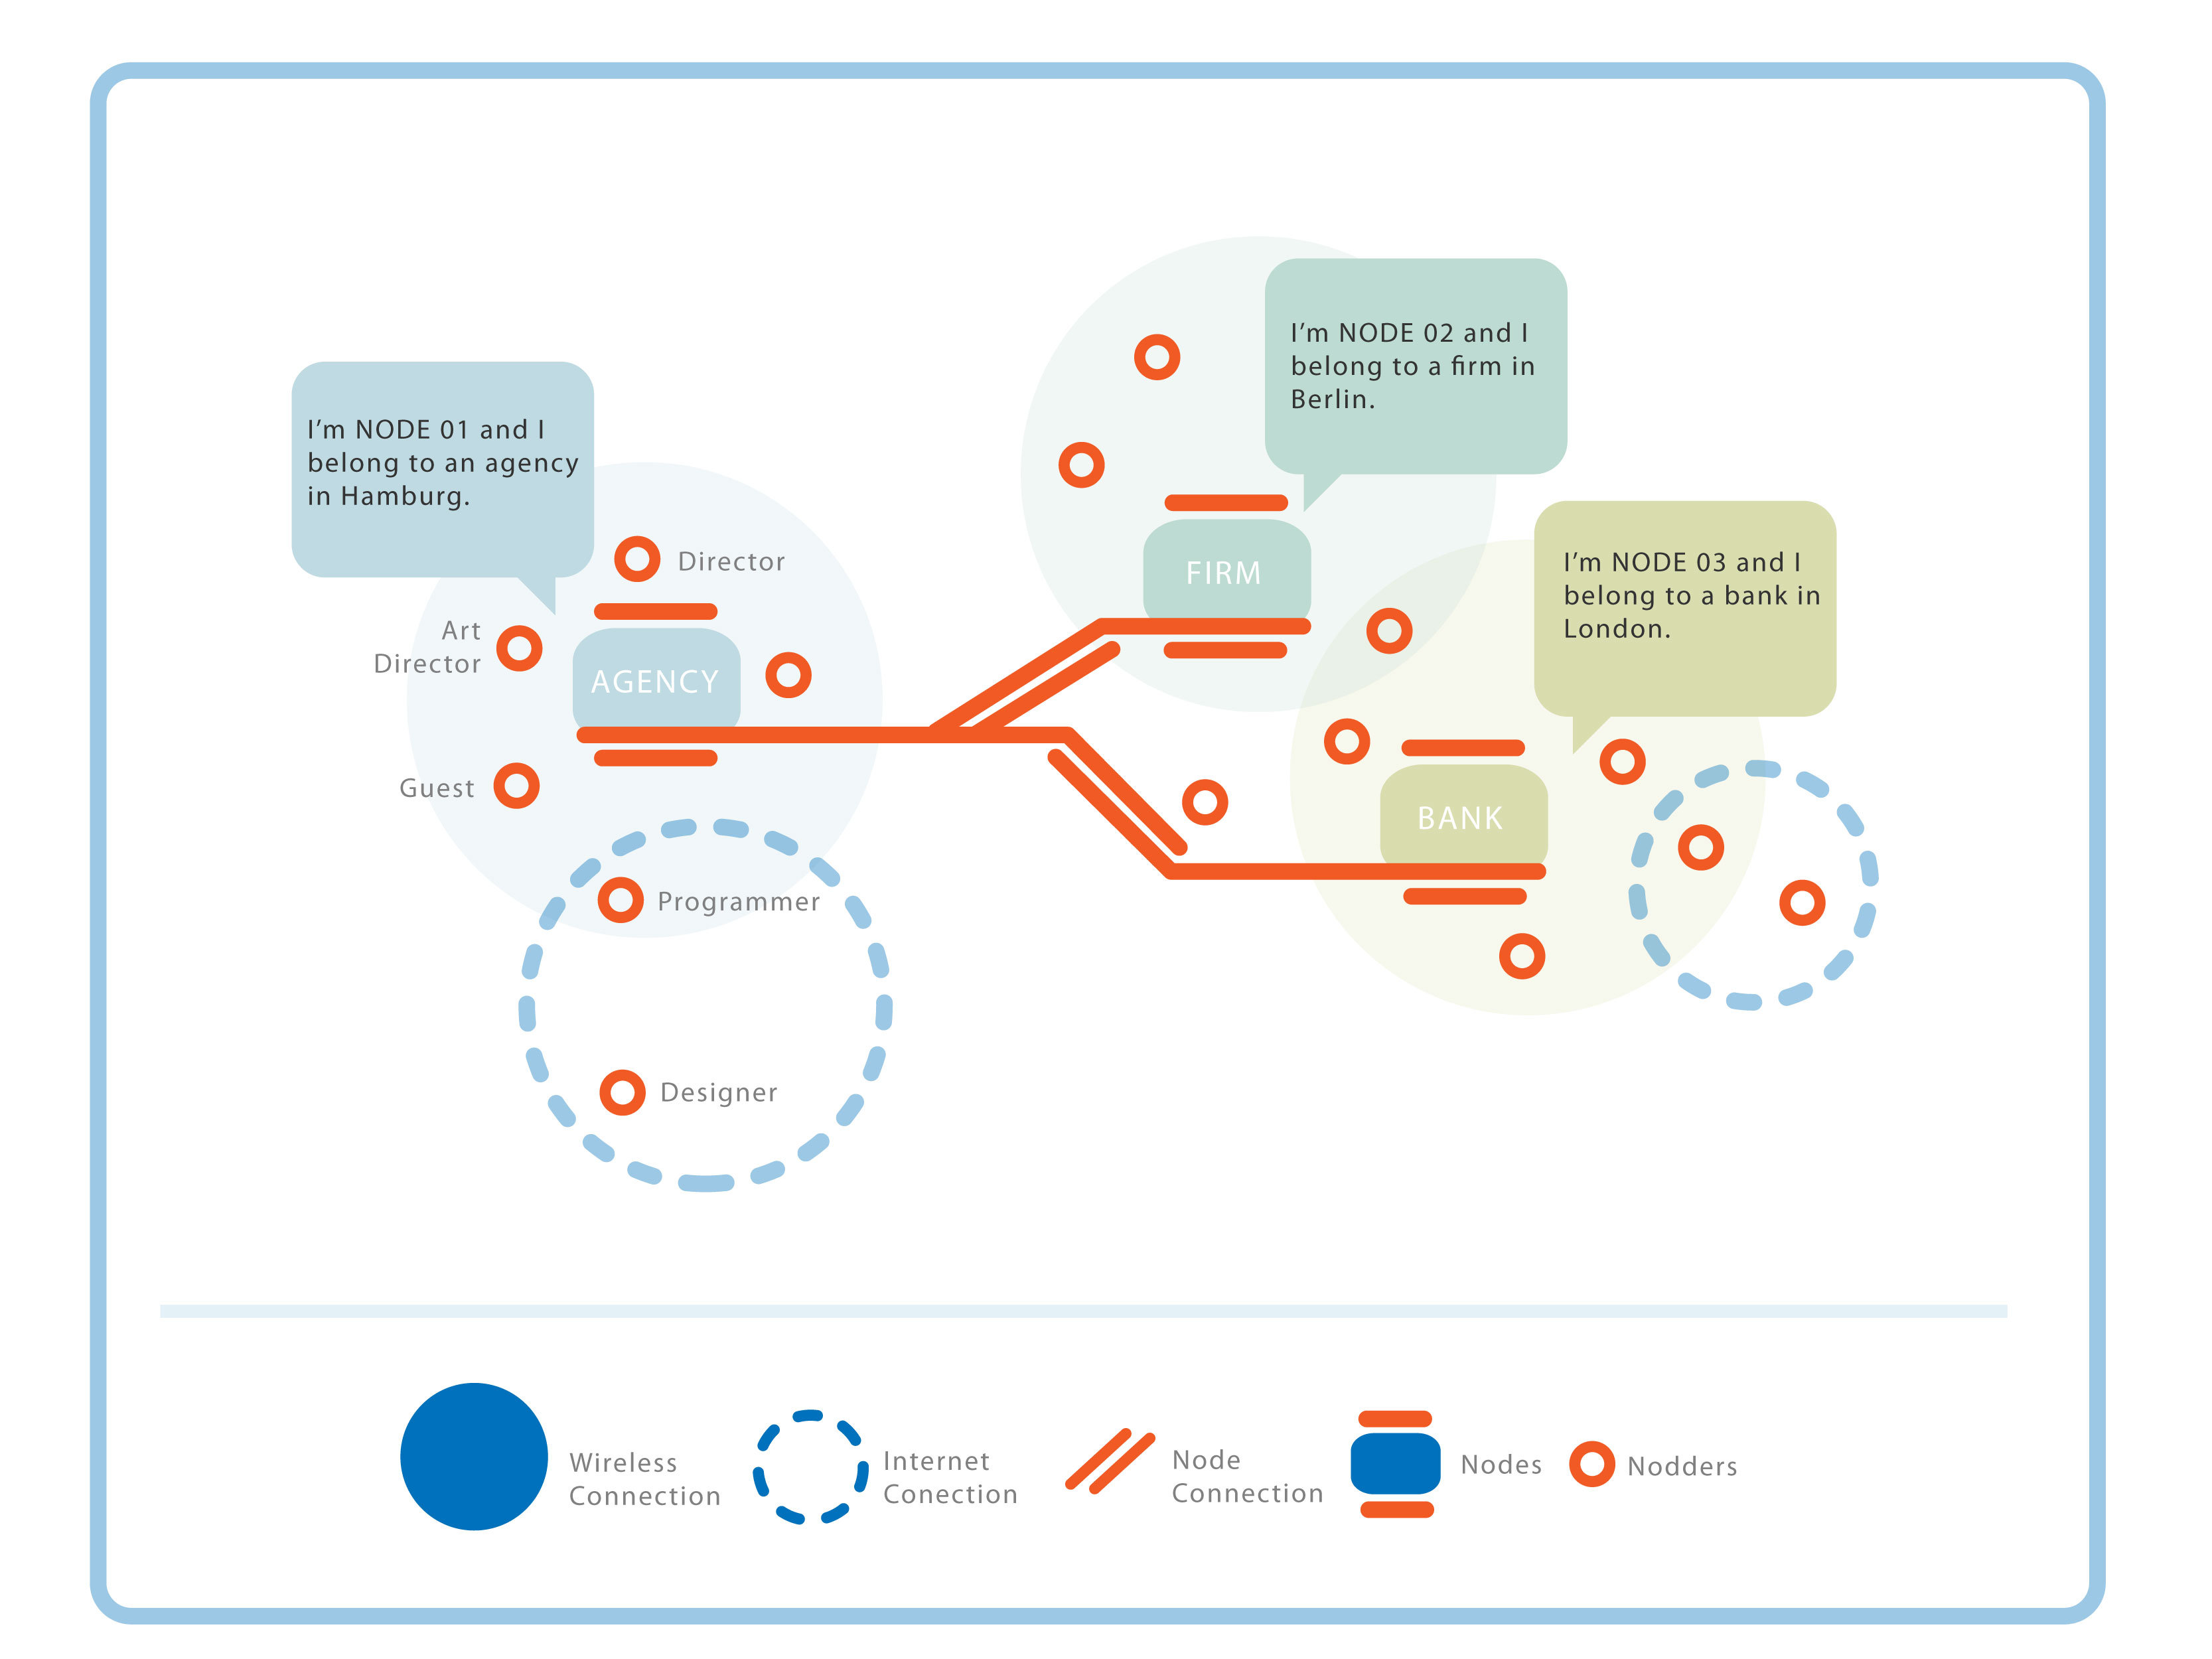 I’m NODE 01 and I
belong to an agency
in Hamburg.
I’m NODE 02 and I
belong to a firm in
Berlin.
I’m NODE 03 and I
belong to a bank in
London.
Director
Art
Director
AGENCY
Guest
Programmer
Designer
FIRM
BANK
Wireless
Connection
Internet
Conection
Node
Connection
Nodes
Nodders